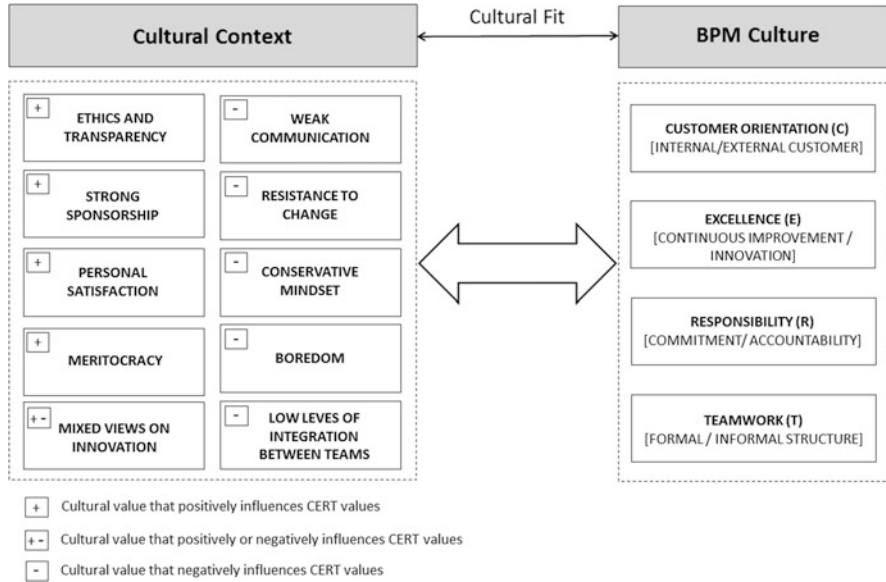 Cultural Context
Cultural Fit
BPM Culture
+
ETHICS AND
TRANSPARENCY
-
WEAK
COMMUNICATION
+
STRONG
SPONSORSHIP
-
RESISTANCE TO
CHANGE
+
PERSONAL
SATISFACTION
-
CONSERVATIVE
MINDSET
+
MERITOCRACY
-
BOREDOM
+ -
MIXED VIEWS ON
INNOVATION
-
LOW LEVES OF
INTEGRATION
BETWEEN TEAMS
CUSTOMER ORIENTATION (C)
[INTERNAL/EXTERNAL CUSTOMER]
EXCELLENCE (E)
[CONTINUOUS IMPROVEMENT /
INNOVATION]
RESPONSIBILITY (R)
[COMMITMENT/ ACCOUNTABILITY]
TEAMWORK (T)
[FORMAL / INFORMAL STRUCTURE]
+ Cultural value that positively influences CERT values
+ - Cultural value that positively or negatively influences CERT values
- Cultural value that negatively influences CERT values